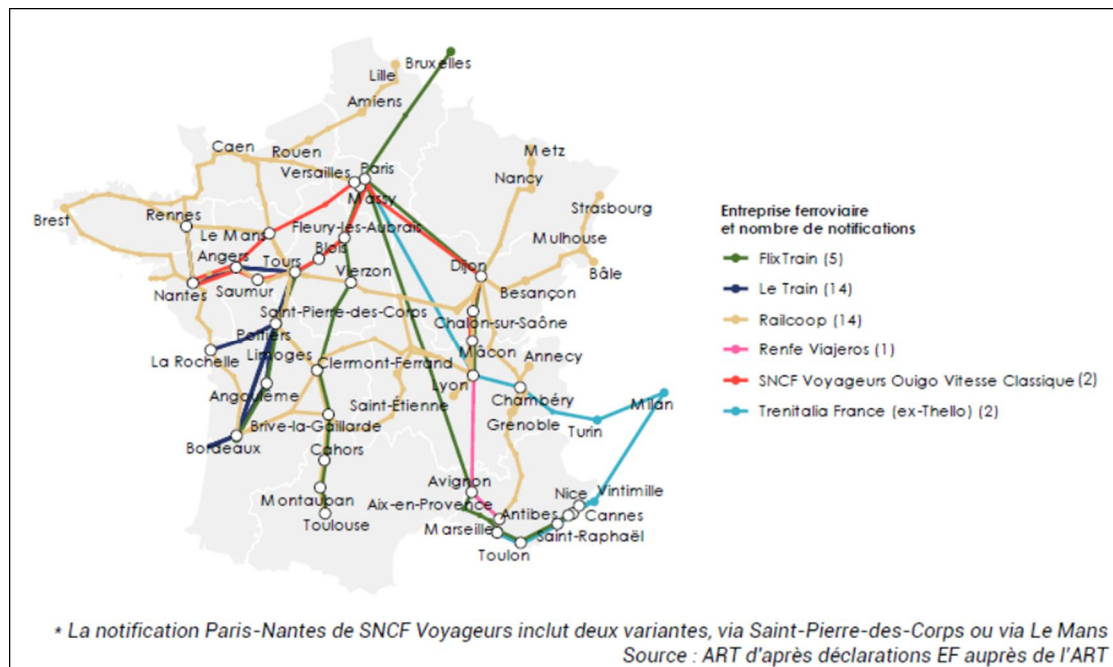 Bruxelles
Lille
Amiens
Rouen
Caen
Versailles
Paris
Massy
Metz
Nancy
Strasbourg
Mulhouse
Bâle
Brest
Rennes
Le Mans
Fleury-les-Aubrais
Blois
Angers
Tours
Vierzon
Dijon
Besançon
Nantes
Saumur
Saint-Pierre-des-Corps
Chalon-sur-Saône
Poitiers
La Rochelle
Limoges
Clermont-Ferrand
Mâcon
Annecy
Lyon
Chambéry
Angoulême
Saint-Étienne
Grenoble
Milan
Turin
Brive-la-Gaillarde
Bordeaux
Cahors
Montauban
Toulouse
Avignon
Aix-en-Provence
Antibes
Nice
Vintimille
Cannes
Marseille
Saint-Raphaël
Toulon
Entreprise ferroviaire
et nombre de notifications
FlixTrain (5)
Le Train (14)
Railcoop (14)
Renfe Viajeros (1)
SNCF Voyageurs Ouigo Vitesse Classique (2)
Trenitalia France (ex-Thello) (2)
* La notification Paris-Nantes de SNCF Voyageurs inclut deux variantes, via Saint-Pierre-des-Corps ou via Le Mans
Source : ART d'après déclarations EF auprès de l'ART